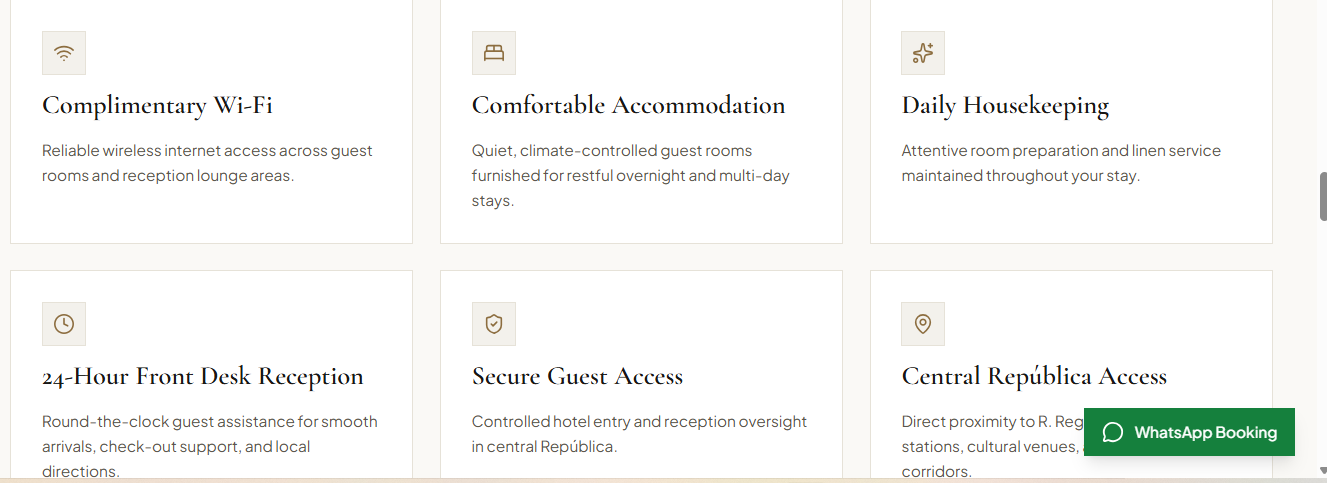 Complimentary Wi-Fi
Reliable wireless internet access across guest
rooms and reception lounge areas.
Comfortable Accommodation
Quiet, climate-controlled guest rooms
furnished for restful overnight and multi-day
stays.
Daily Housekeeping
Attentive room preparation and linen service
maintained throughout your stay.
24-Hour Front Desk Reception
Round-the-clock guest assistance for smooth
arrivals, check-out support, and local
directions.
Secure Guest Access
Controlled hotel entry and reception oversight
in central República.
Central República Access
Direct proximity to R. Reg
stations, cultural venues,
corridors.
WhatsApp Booking